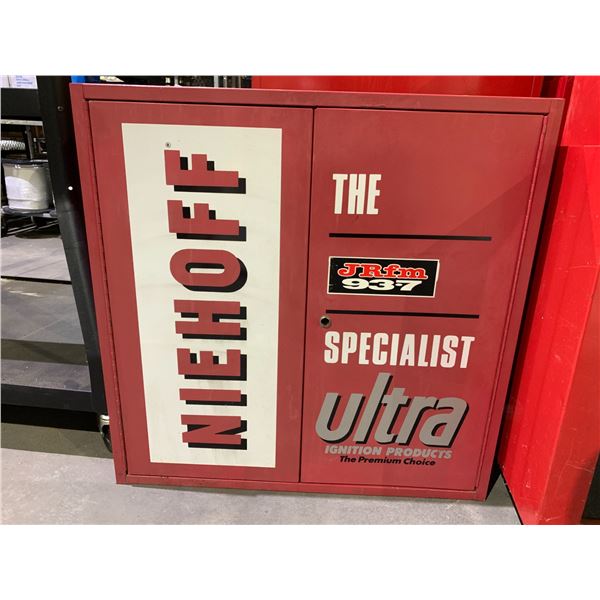 NIEHOFF®
THE
JRfm
937
SPECIALIST
ultra
IGNITION PRODUCTS
The Premium Choice